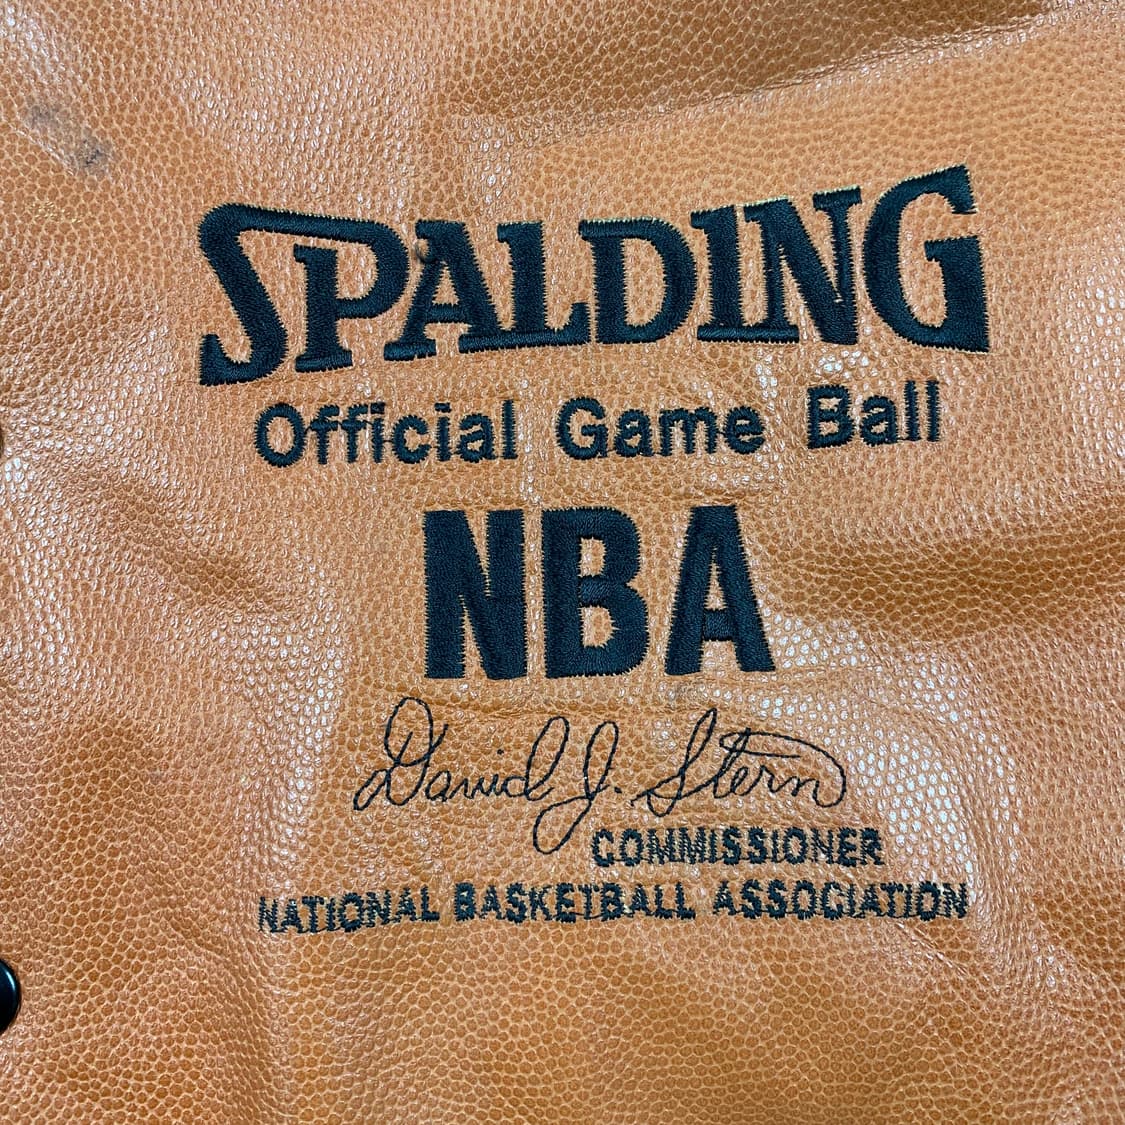 SPALDING
Official Game Ball
NBA
David J. Stern
COMMISSIONER
NATIONAL BASKETBALL ASSOCIATION